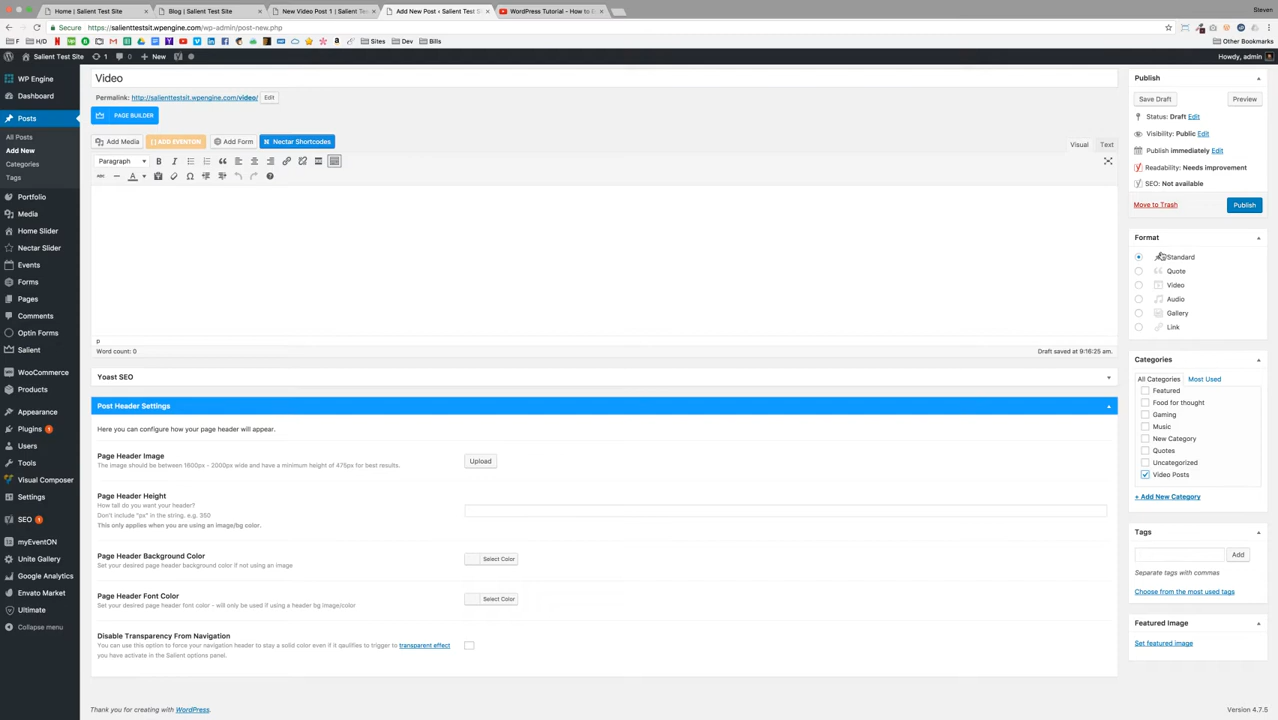 Home | Salient Test Site
Blog | Salient Test Site
New Video Post 1 | Salient Te
Add New Post ‹ Salient Test S
WordPress Tutorial - How to
Steven
Secure
https://salienttestsit.wpengine.com/wp-admin/post-new.php
F
H/D
Sites
Dev
Bills
Other Bookmarks
Salient Test Site
1
0
New
Howdy, admin
WP Engine
Dashboard
Posts
All Posts
Add New
Categories
Tags
Portfolio
Media
Home Slider
Nectar Slider
Events
Forms
Pages
Comments
Optin Forms
Salient
WooCommerce
Products
Appearance
Plugins 1
Users
Tools
Visual Composer
Settings
SEO 1
myEventON
Unite Gallery
Google Analytics
Envato Market
Ultimate
Collapse menu
Video
Permalink: http://salienttestsit.wpengine.com/video/ Edit
PAGE BUILDER
Add Media
[ ] ADD EVENTON
Add Form
Nectar Shortcodes
Visual
Text
Paragraph
p
Word count: 0
Draft saved at 9:16:25 am.
Yoast SEO
Post Header Settings
Here you can configure how your page header will appear.
Page Header Image
The image should be between 1600px - 2000px wide and have a minimum height of 475px for best results.
Upload
Page Header Height
How tall do you want your header?
Don't include "px" in the string. e.g. 350
This only applies when you are using an image/bg color.
Page Header Background Color
Set your desired page header background color if not using an image
Select Color
Page Header Font Color
Set your desired page header font color - will only be used if using a header bg image/color
Select Color
Disable Transparency From Navigation
You can use this option to force your navigation header to stay a solid color even if it qaulifies to trigger to transparent effect
you have activate in the Salient options panel.
Thank you for creating with WordPress.
Publish
Save Draft
Preview
Status: Draft Edit
Visibility: Public Edit
Publish immediately Edit
Readability: Needs improvement
SEO: Not available
Move to Trash
Publish
Format
Standard
Quote
Video
Audio
Gallery
Link
Categories
All Categories
Most Used
Featured
Food for thought
Gaming
Music
New Category
Quotes
Uncategorized
Video Posts
+ Add New Category
Tags
Add
Separate tags with commas
Choose from the most used tags
Featured Image
Set featured image
Version 4.7.5